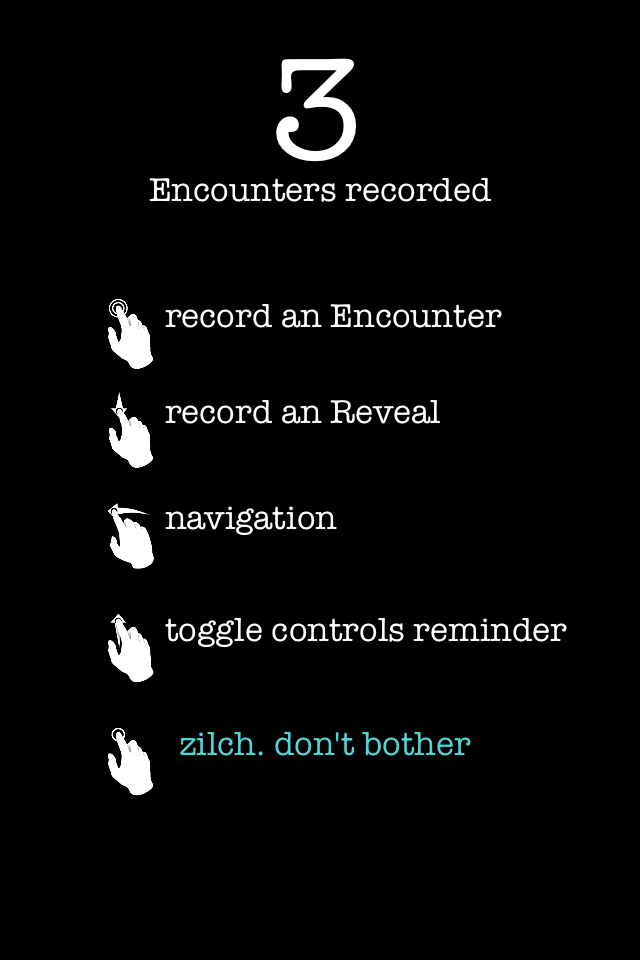 3
Encounters recorded
record an Encounter
record an Reveal
navigation
toggle controls reminder
zilch. don't bother